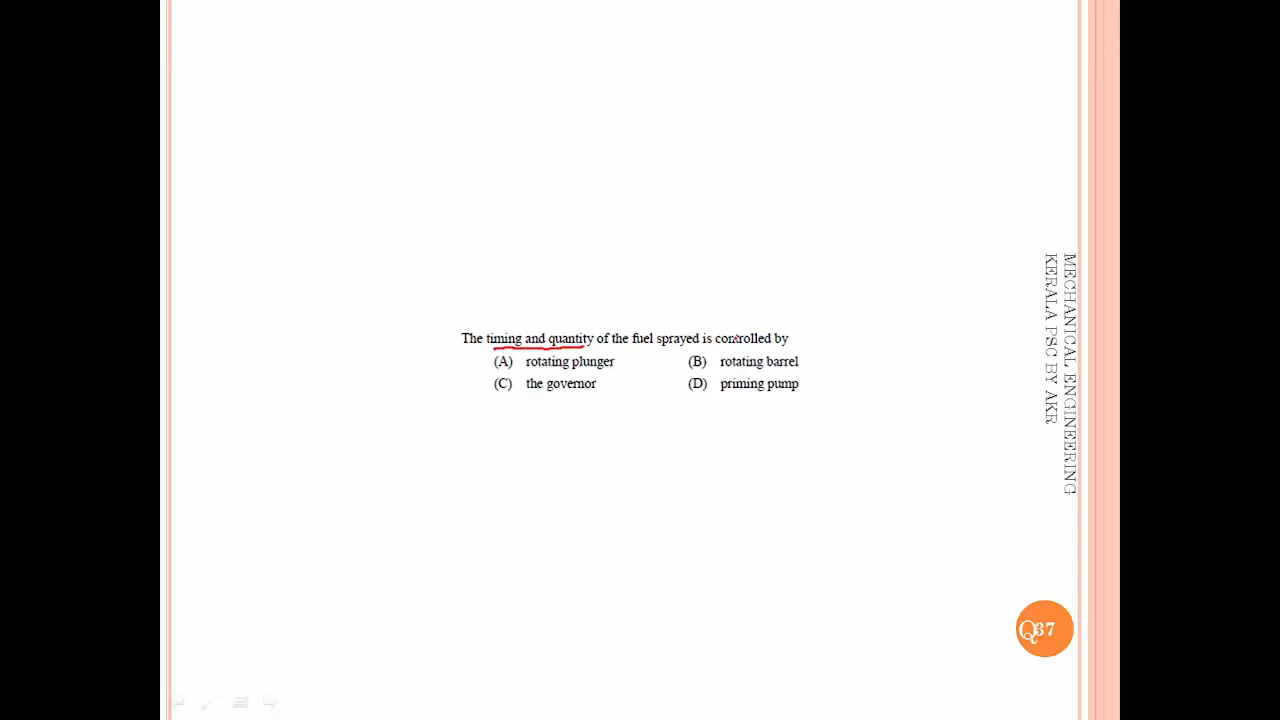 The timing and quantity of the fuel sprayed is controlled by
(A) rotating plunger (B) rotating barrel
(C) the governor (D) priming pump
MECHANICAL ENGINEERING
KERALA PSC BY AKR
Q37